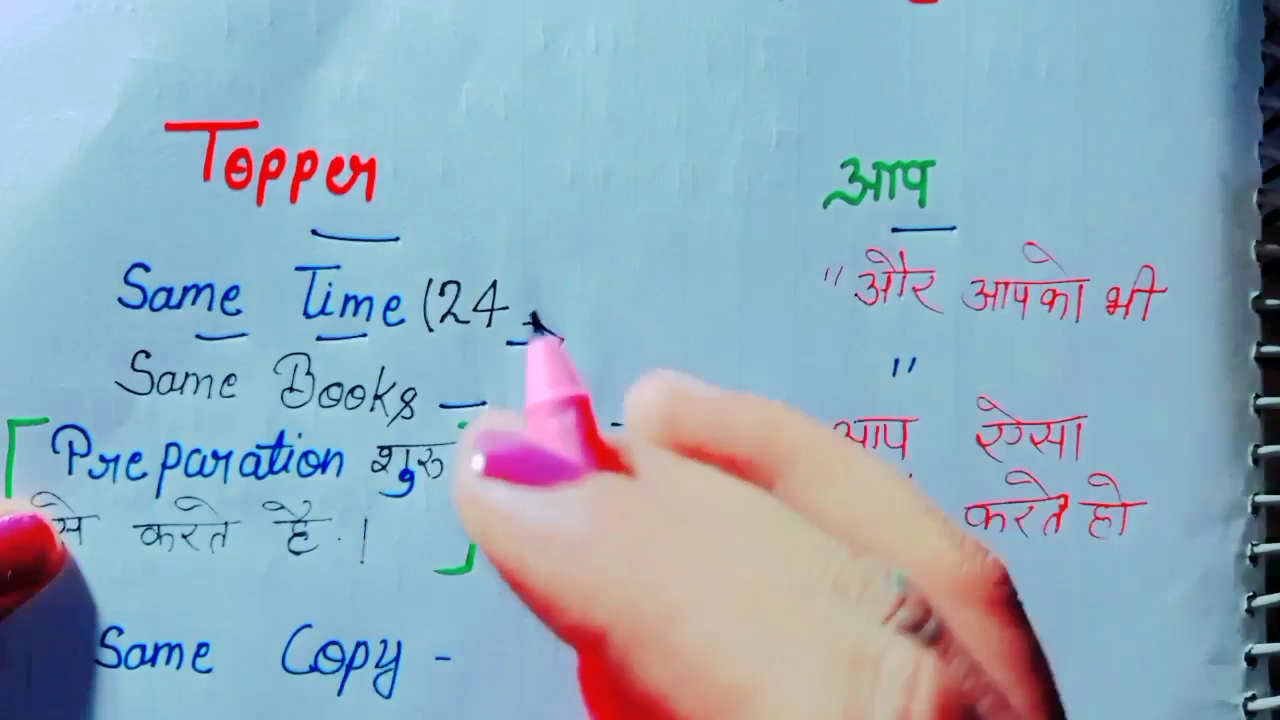 Topper
Same Time (24
Same Books
Preparation शुरु
से करते है।
Same Copy -
आप
"और आपको भी
"
आप ऐसा
करते हो